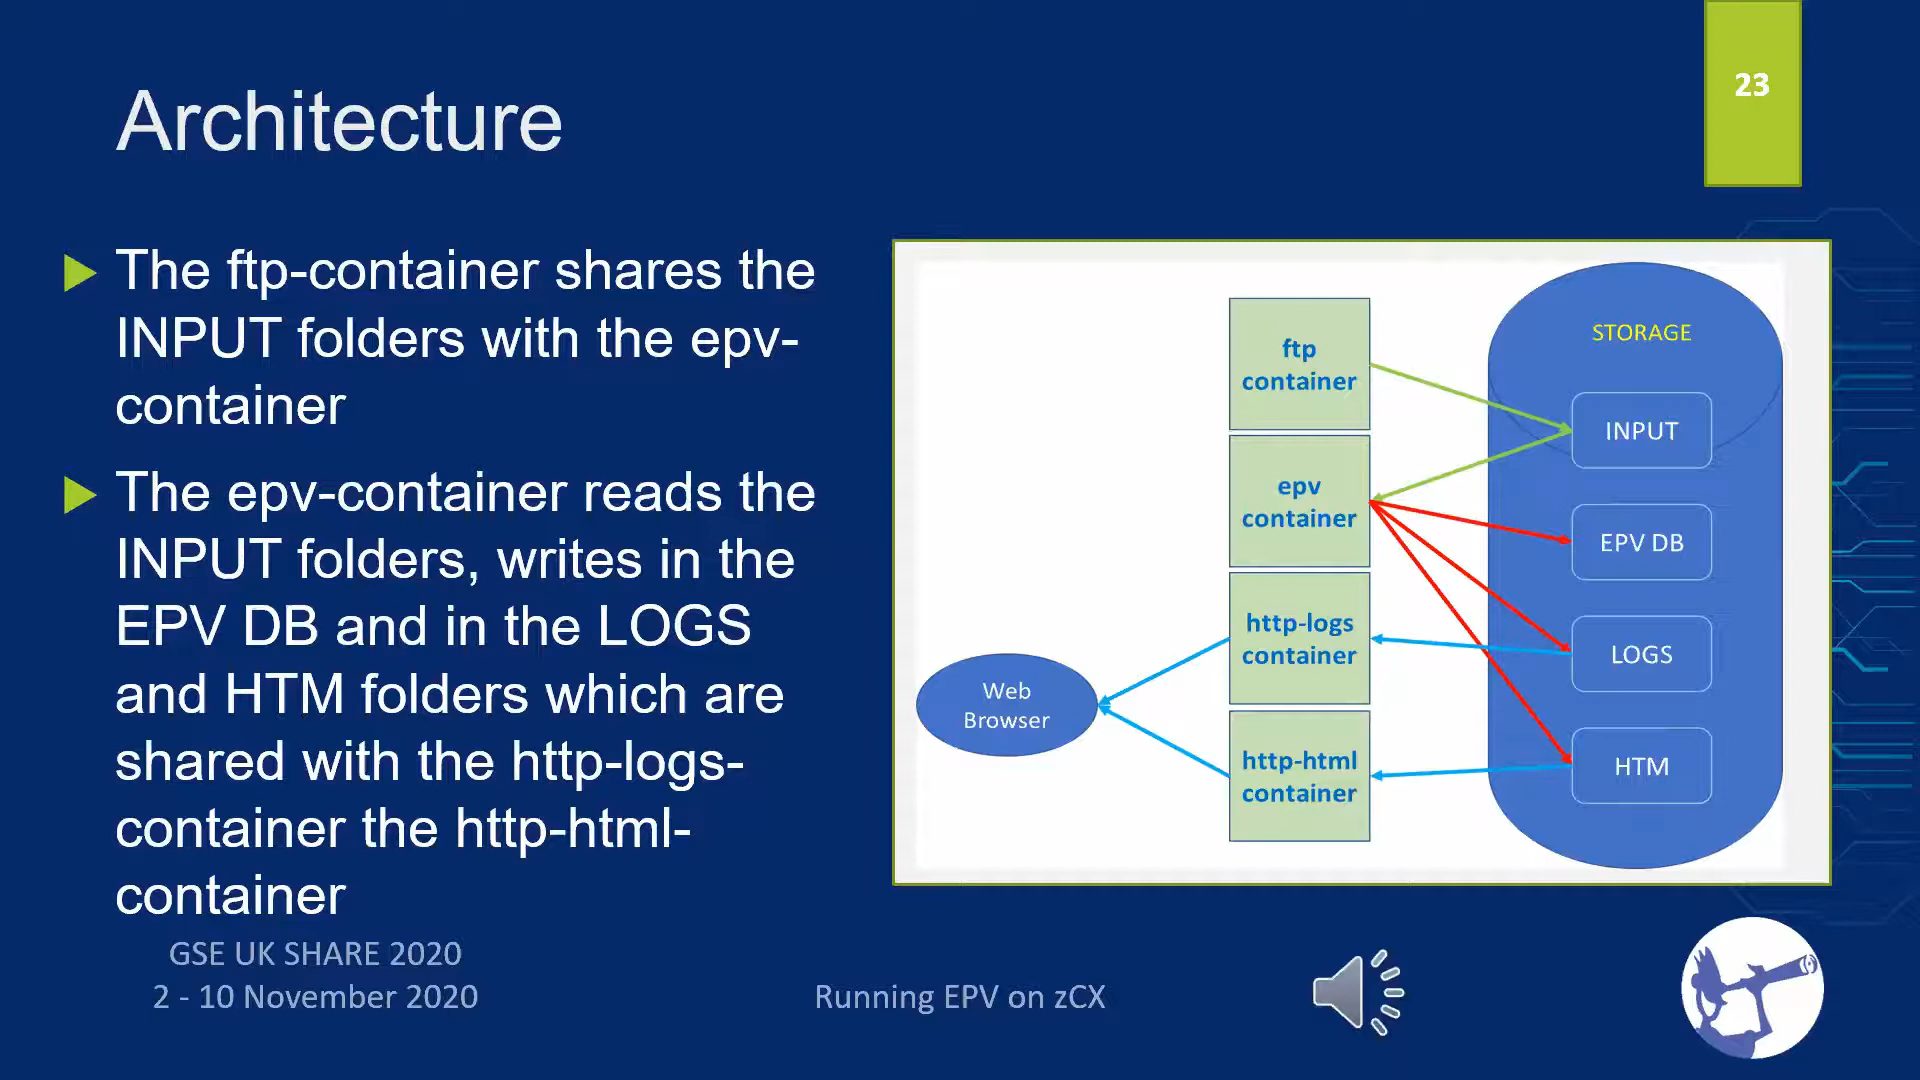 23
Architecture
The ftp-container shares the
INPUT folders with the epv-
container
The epv-container reads the
INPUT folders, writes in the
EPV DB and in the LOGS
and HTM folders which are
shared with the http-logs-
container the http-html-
container
ftp
container
epv
container
http-logs
container
http-html
container
Web
Browser
STORAGE
INPUT
EPV DB
LOGS
HTM
GSE UK SHARE 2020
2 - 10 November 2020
Running EPV on zCX